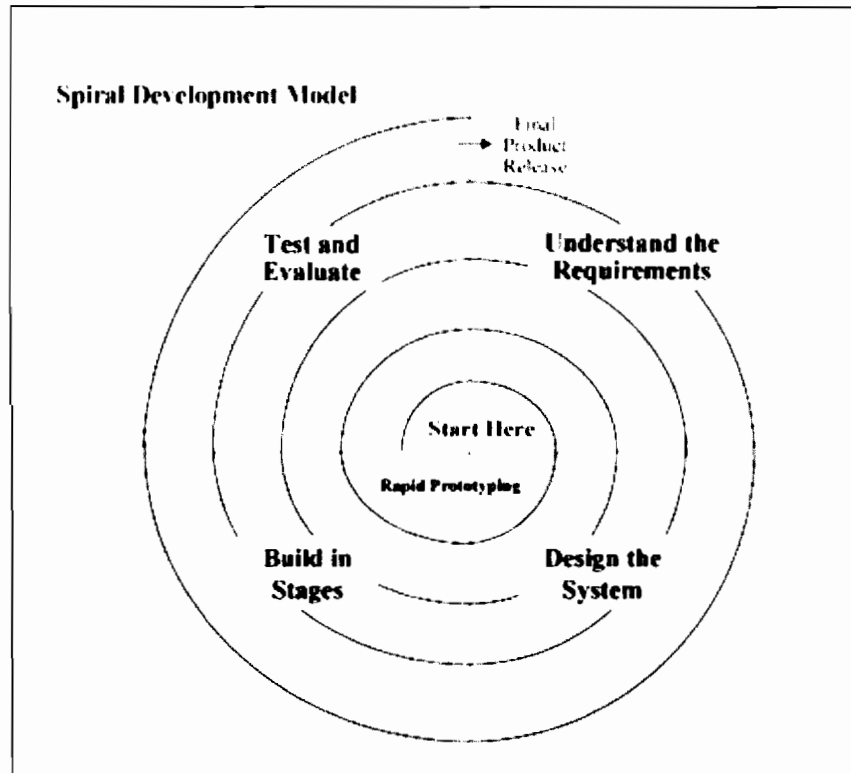 Spiral Development Model
Final
Product
Release
Test and
Evaluate
Understand the
Requirements
Start Here
Rapid Prototyping
Build in
Stages
Design the
System